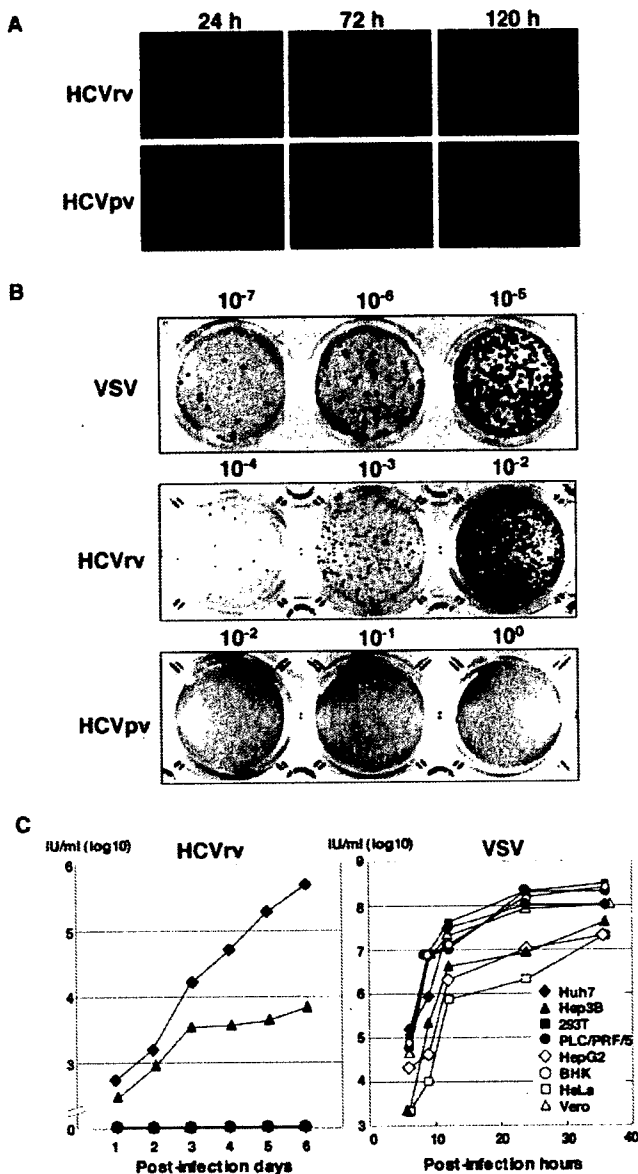 A
24 h 72 h 120 h
HCVrv
HCVpv
B
10-7 10-6 10-5
VSV
10-4 10-3 10-2
HCVrv
10-2 10-1 100
HCVpv
C
IU/ml (log10) HCVrv
6
5
4
3
0
1 2 3 4 5 6
Post-infection days
IU/ml (log10) VSV
9
8
7
6
5
4
3
0 10 20 30 40
Post-infection hours
Huh7
Hep3B
293T
PLC/PRF/5
HepG2
BHK
HeLa
Vero